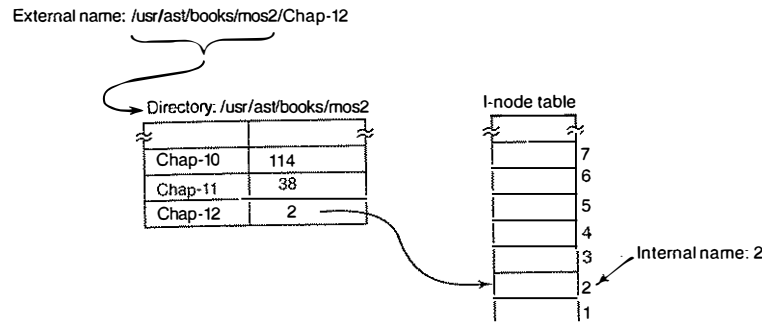 External name: /usr/ast/books/mos2/Chap-12
Directory: /usr/ast/books/mos2
Chap-10 114
Chap-11 38
Chap-12 2
I-node table
7
6
5
4
3
2
1
Internal name: 2